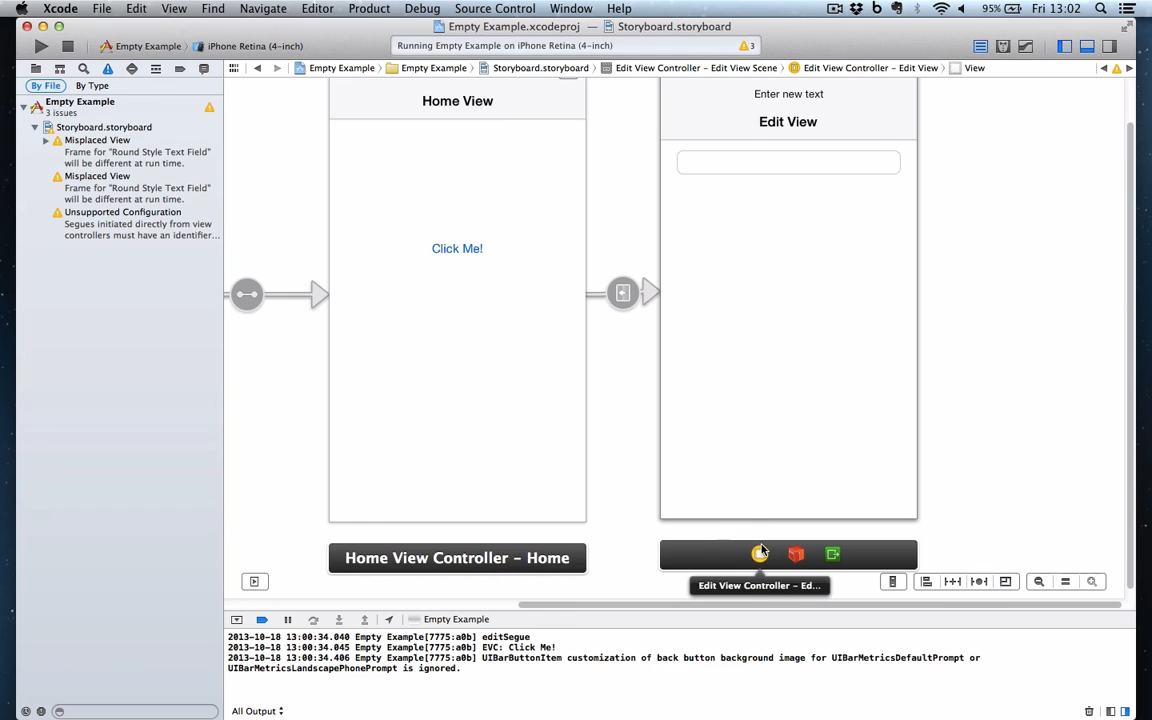 Xcode File Edit View Find Navigate Editor Product Debug Source Control Window Help 95% Fri 13:02
Empty Example.xcodeproj — Storyboard.storyboard
Empty Example 〉 iPhone Retina (4-inch)
Running Empty Example on iPhone Retina (4-inch) 3
Empty Example 〉 Empty Example 〉 Storyboard.storyboard 〉 Edit View Controller – Edit View Scene 〉 Edit View Controller – Edit View 〉 View
By File By Type
Empty Example
3 issues
Storyboard.storyboard
Misplaced View
Frame for "Round Style Text Field"
will be different at run time.
Misplaced View
Frame for "Round Style Text Field"
will be different at run time.
Unsupported Configuration
Segues initiated directly from view
controllers must have an identifier...
Home View
Click Me!
Home View Controller – Home
Enter new text
Edit View
Edit View Controller – Ed...
Empty Example
2013-10-18 13:00:34.040 Empty Example[7775:a0b] editSegue
2013-10-18 13:00:34.045 Empty Example[7775:a0b] EVC: Click Me!
2013-10-18 13:00:34.406 Empty Example[7775:a0b] UIBarButtonItem customization of back button background image for UIBarMetricsDefaultPrompt or
UIBarMetricsLandscapePhonePrompt is ignored.
All Output